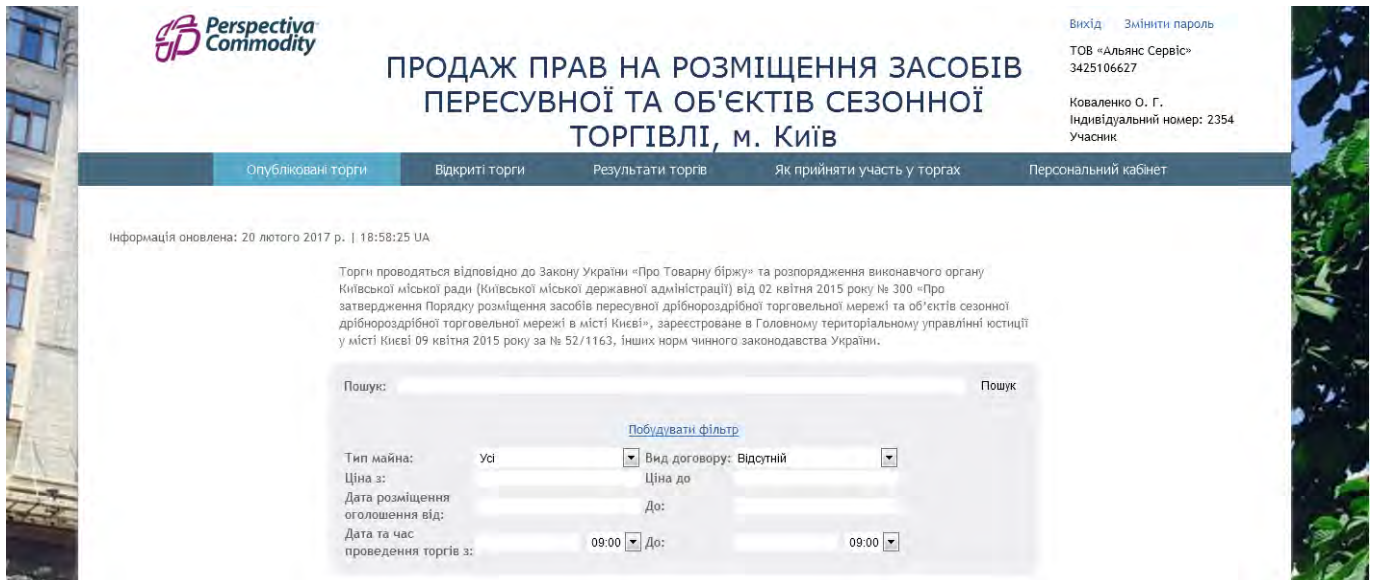 Perspectiva
Commodity
Вихід Змінити пароль
ТОВ «Альянс Сервіс»
3425106627
Коваленко О. Г.
Індивідуальний номер: 2354
Учасник
ПРОДАЖ ПРАВ НА РОЗМІЩЕННЯ ЗАСОБІВ
ПЕРЕСУВНОЇ ТА ОБ'ЄКТІВ СЕЗОННОЇ
ТОРГІВЛІ, м. Київ
Опубліковані торги Відкриті торги Результати торгів Як прийняти участь у торгах Персональний кабінет
Інформація оновлена: 20 лютого 2017 р. | 18:58:25 UA
Торги проводяться відповідно до Закону України «Про Товарну біржу» та розпорядження виконавчого органу
Київської міської ради (Київської міської державної адміністрації) від 02 квітня 2015 року № 300 «Про
затвердження Порядку розміщення засобів пересувної дрібнороздрібної торговельної мережі та об'єктів сезонної
дрібнороздрібної торговельної мережі в місті Києві», зареєстроване в Головному територіальному управлінні юстиції
у місті Києві 09 квітня 2015 року за № 52/1163, інших норм чинного законодавства України.
Пошук: Пошук
Побудувати фільтр
Тип майна: Усі Вид договору: Відсутній
Ціна з: Ціна до
Дата розміщення
оголошення від: До:
Дата та час
проведення торгів з: 09:00 До: 09:00